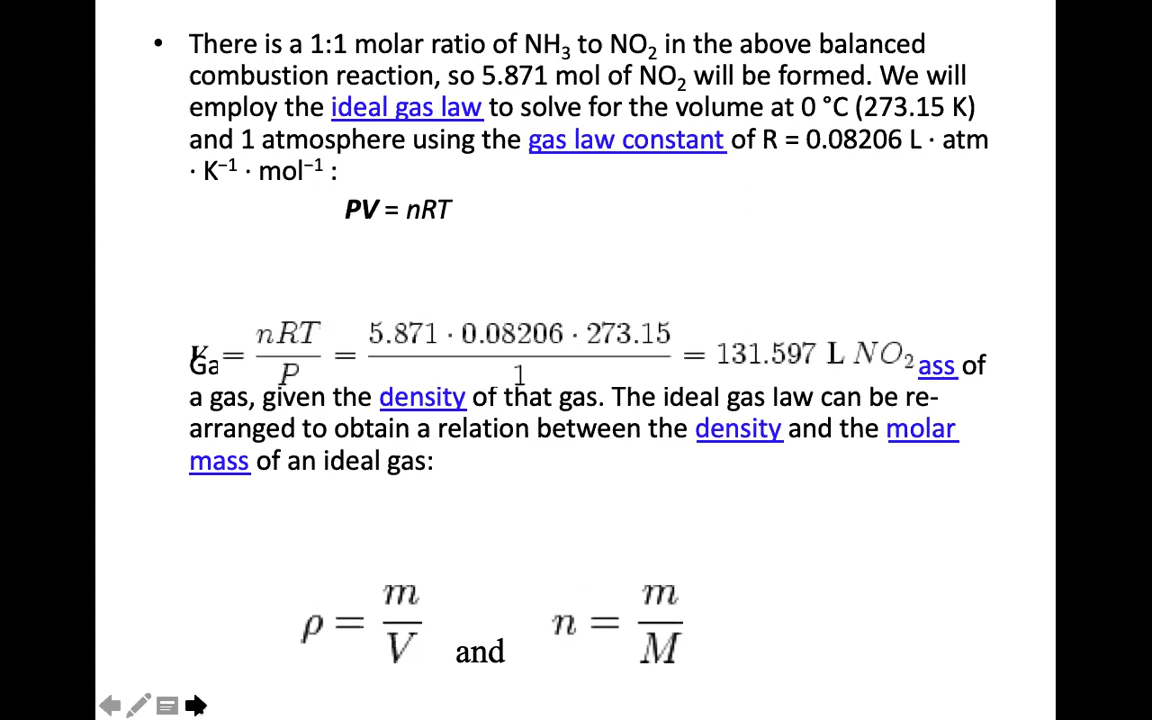 • There is a 1:1 molar ratio of NH₃ to NO₂ in the above balanced
combustion reaction, so 5.871 mol of NO₂ will be formed. We will
employ the ideal gas law to solve for the volume at 0 °C (273.15 K)
and 1 atmosphere using the gas law constant of R = 0.08206 L · atm
· K⁻¹ · mol⁻¹ :
PV = nRT
= nRT / P = 5.871 · 0.08206 · 273.15 / 1 = 131.597 L NO₂
Ga ass of
a gas, given the density of that gas. The ideal gas law can be re-
arranged to obtain a relation between the density and the molar
mass of an ideal gas:
ρ = m / V and n = m / M